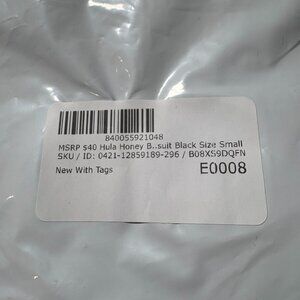 840055921048
MSRP $40 Hula Honey B..suit Black Size Small
SKU / ID: 0421-12859189-296 / B08XS9DQFN
New With Tags
E0008